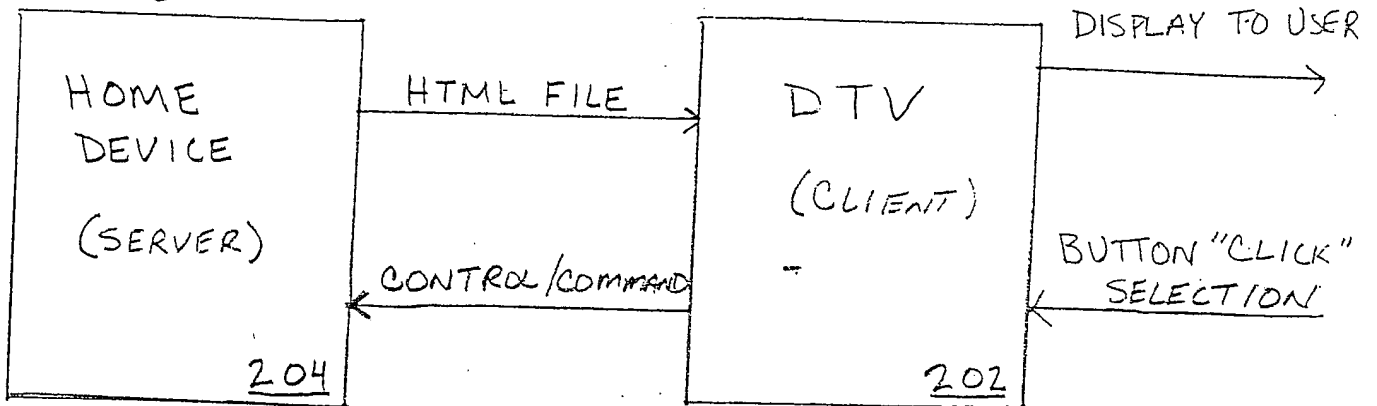 HOME
DEVICE
(SERVER)
204
HTML FILE
CONTROL/COMMAND
DTV
(CLIENT)
202
DISPLAY TO USER
BUTTON "CLICK"
SELECTION